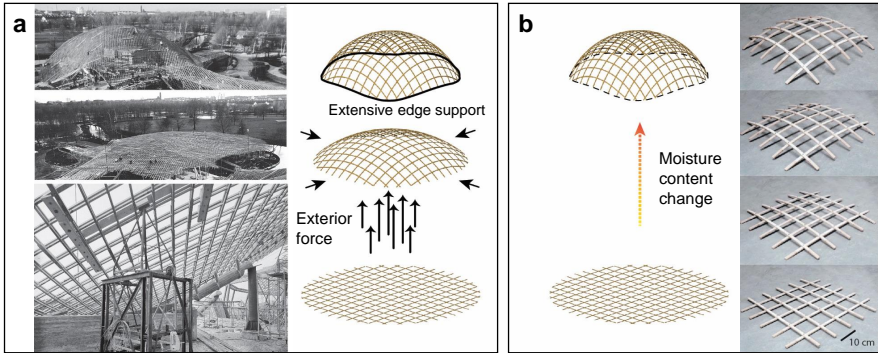 a
Extensive edge support
Exterior
force
b
Moisture
content
change
10 cm